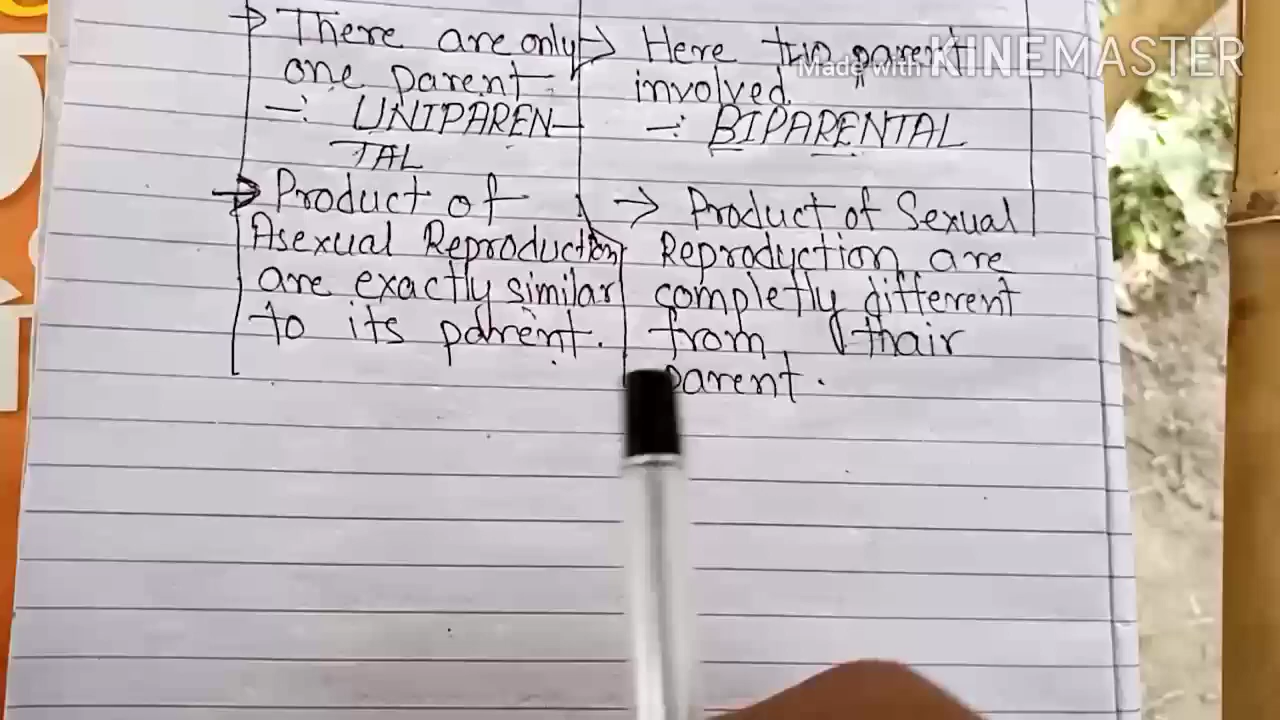 → There are only
one parent.
-: UNIPAREN-
TAL
→ Product of
Asexual Reproduction
are exactly similar
to its parent.
→ Here two parent
involved.
-: BIPARENTAL
→ Product of Sexual
Reproduction are
completly different
from thair
parent.
Made with KINEMASTER